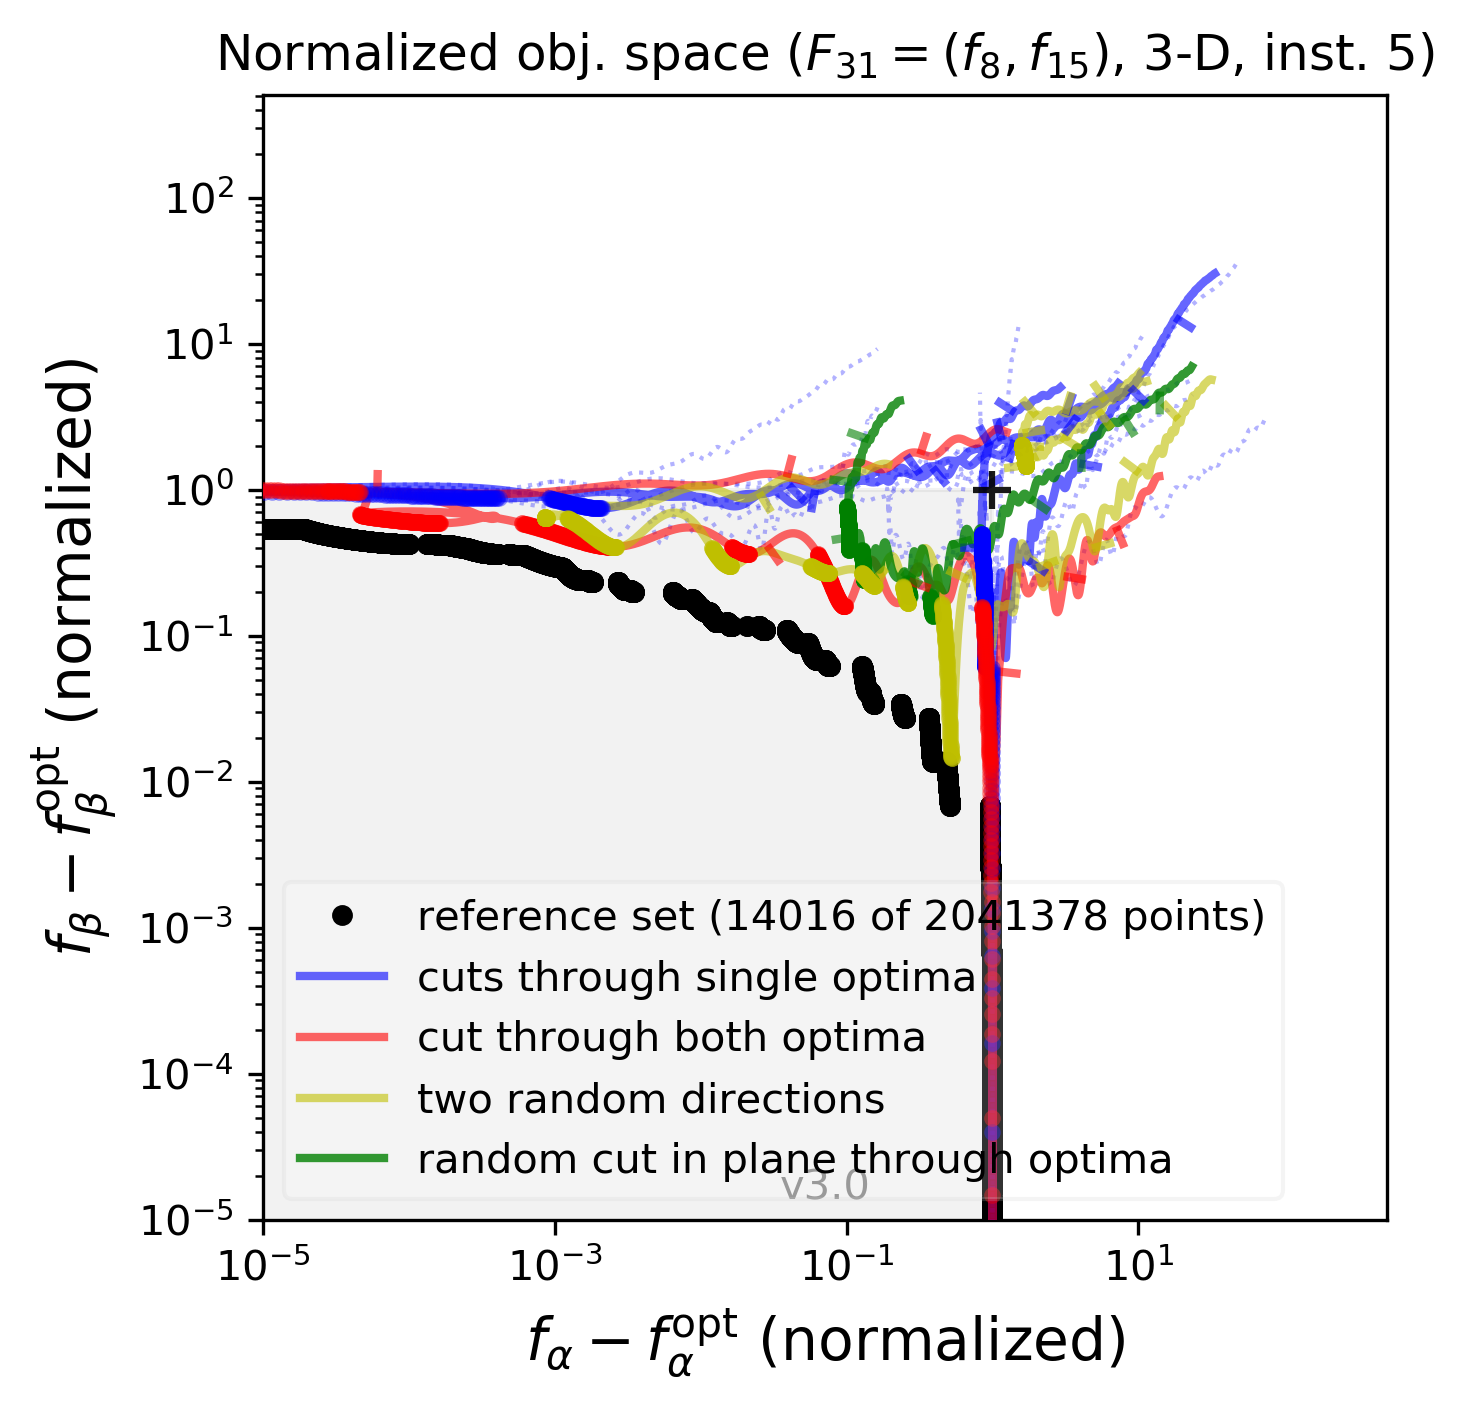 Normalized obj. space (F₃₁ = (f₈, f₁₅), 3-D, inst. 5)
10²
10¹
10⁰
10⁻¹
10⁻²
10⁻³
10⁻⁴
10⁻⁵
f_β − f_β^opt (normalized)
reference set (14016 of 2041378 points)
cuts through single optima
cut through both optima
two random directions
random cut in plane through optima
v3.0
10⁻⁵ 10⁻³ 10⁻¹ 10¹
f_α − f_α^opt (normalized)